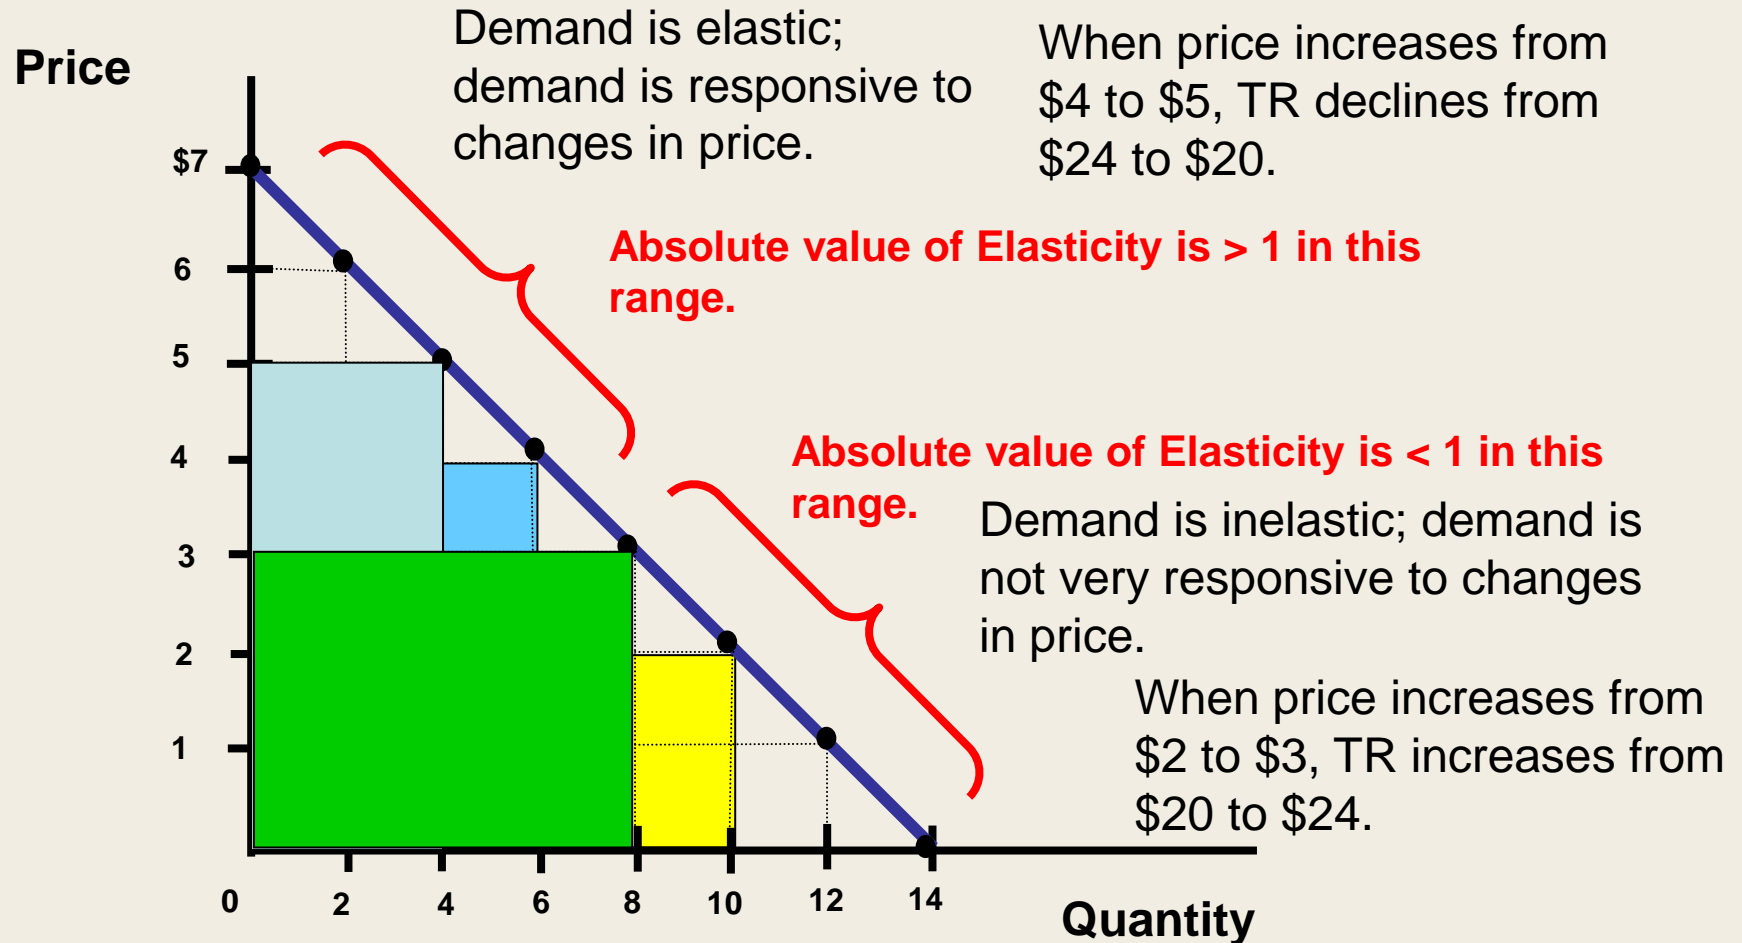 Demand is elastic;
demand is responsive to
changes in price.
When price increases from
$4 to $5, TR declines from
$24 to $20.
Price
$7
Absolute value of Elasticity is > 1 in this
range.
6
5
4
Absolute value of Elasticity is < 1 in this
range.
Demand is inelastic; demand is
not very responsive to changes
in price.
3
2
When price increases from
$2 to $3, TR increases from
$20 to $24.
1
0 2 4 6 8 10 12 14
Quantity